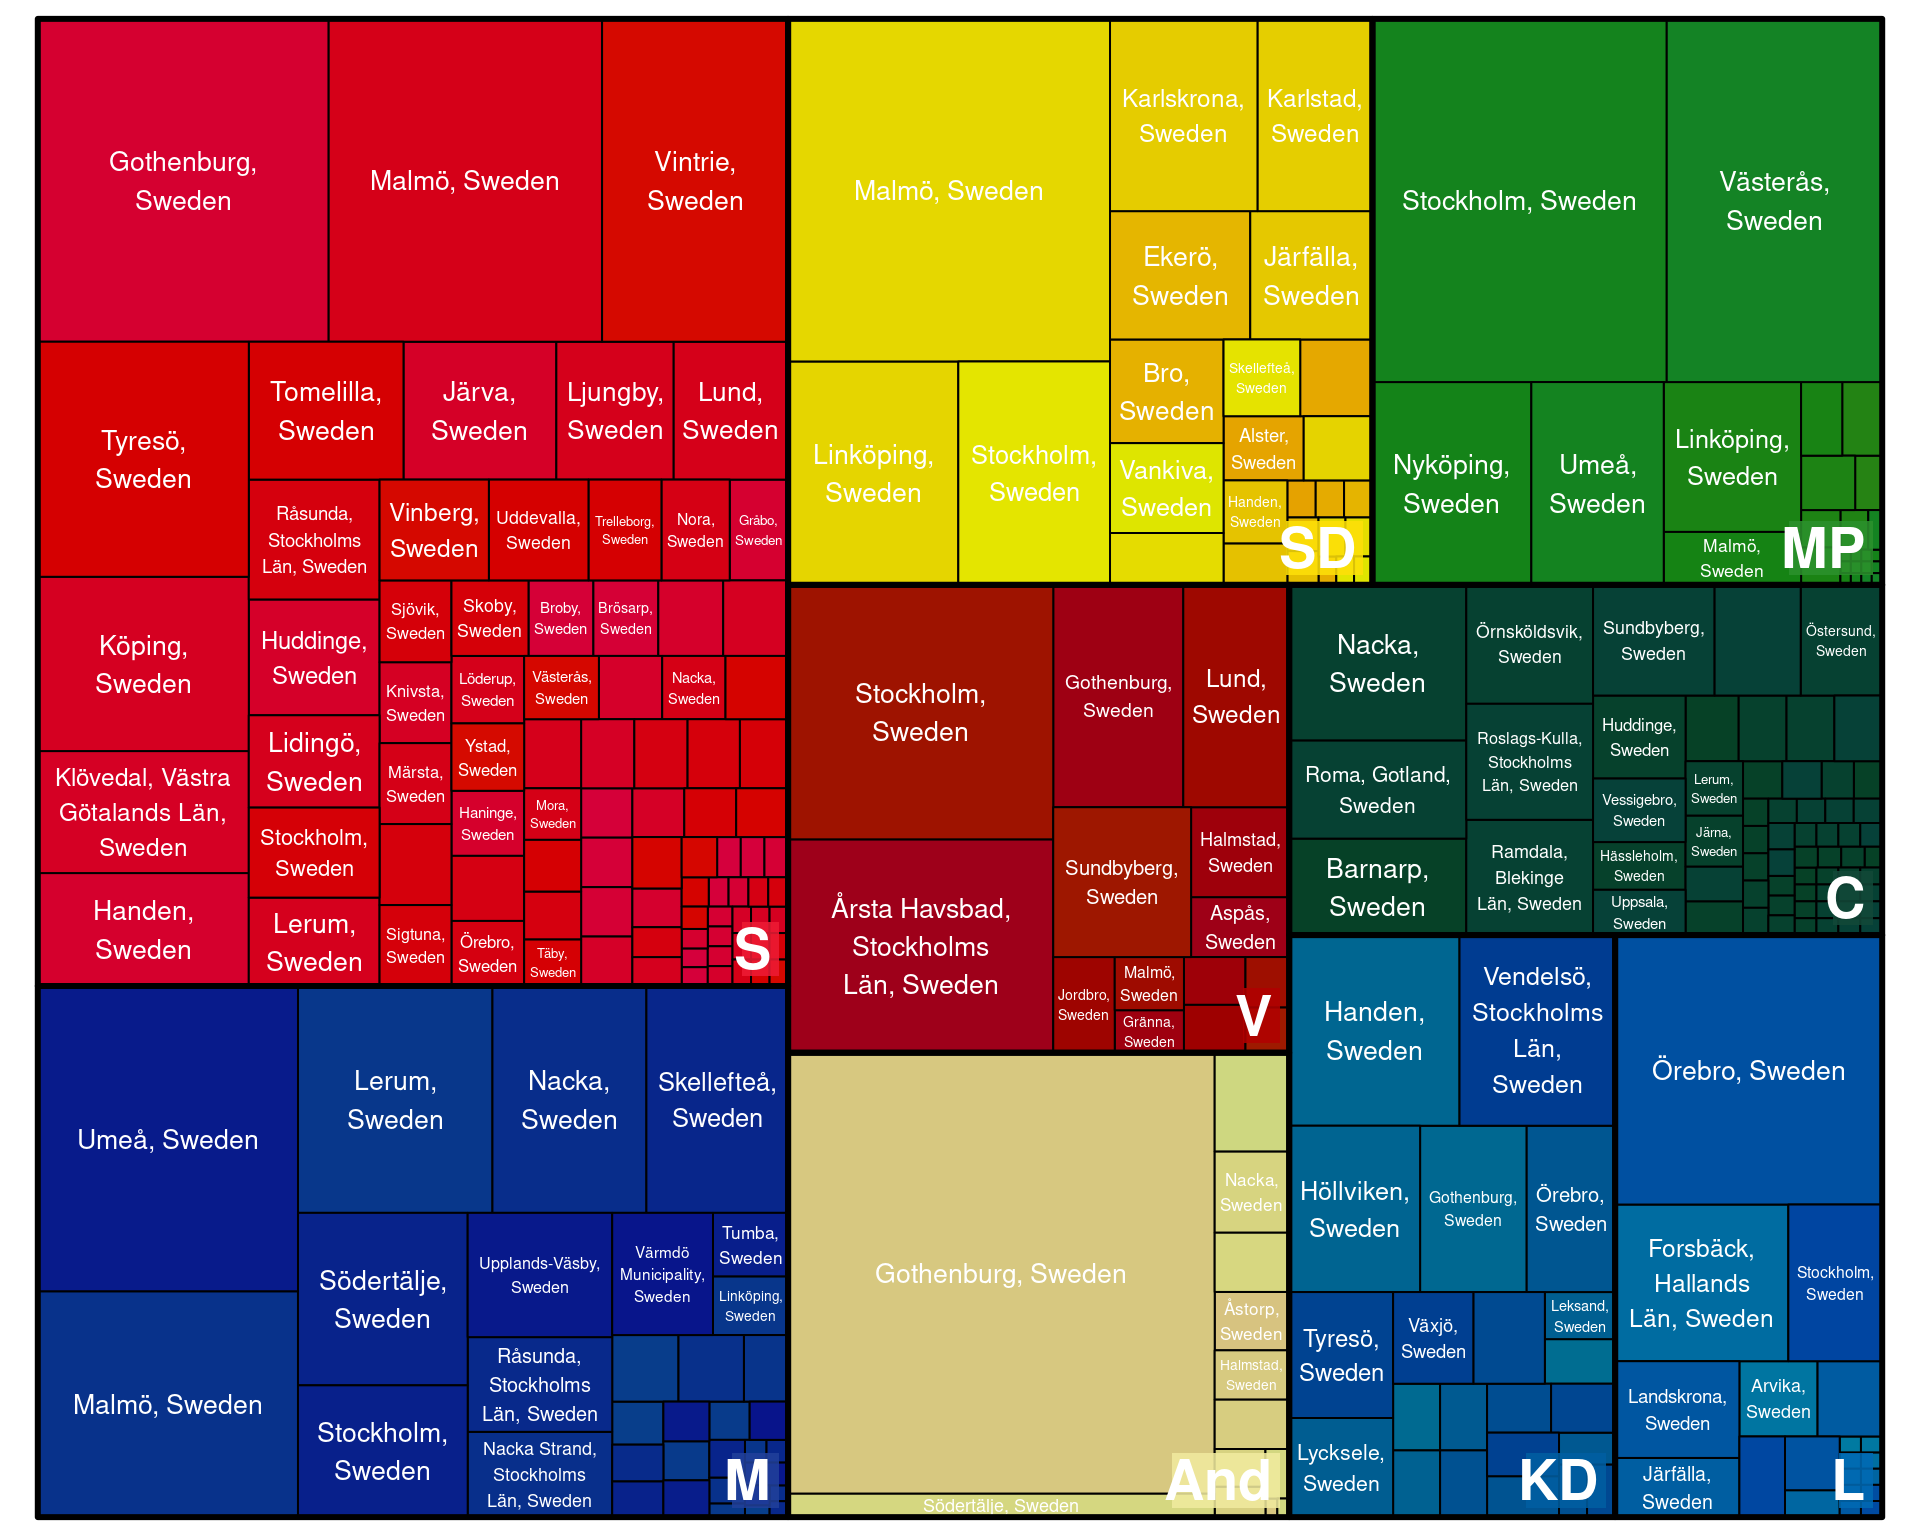 Gothenburg,
Sweden
Malmö, Sweden
Vintrie,
Sweden
Tyresö,
Sweden
Tomelilla,
Sweden
Järva,
Sweden
Ljungby,
Sweden
Lund,
Sweden
Råsunda,
Stockholms
Län, Sweden
Vinberg,
Sweden
Uddevalla,
Sweden
Trelleborg,
Sweden
Nora,
Sweden
Gråbo,
Sweden
Köping,
Sweden
Huddinge,
Sweden
Sjövik,
Sweden
Skoby,
Sweden
Broby,
Sweden
Brösarp,
Sweden
Knivsta,
Sweden
Löderup,
Sweden
Västerås,
Sweden
Nacka,
Sweden
Klövedal, Västra
Götalands Län,
Sweden
Lidingö,
Sweden
Märsta,
Sweden
Ystad,
Sweden
Haninge,
Sweden
Mora,
Sweden
Stockholm,
Sweden
Handen,
Sweden
Lerum,
Sweden
Sigtuna,
Sweden
Örebro,
Sweden
Täby,
Sweden
S
Malmö, Sweden
Karlskrona,
Sweden
Karlstad,
Sweden
Ekerö,
Sweden
Järfälla,
Sweden
Linköping,
Sweden
Stockholm,
Sweden
Bro,
Sweden
Skellefteå,
Sweden
Alster,
Sweden
Vankiva,
Sweden
Handen,
Sweden
SD
Stockholm, Sweden
Västerås,
Sweden
Nyköping,
Sweden
Umeå,
Sweden
Linköping,
Sweden
Malmö,
Sweden
MP
Stockholm,
Sweden
Gothenburg,
Sweden
Lund,
Sweden
Årsta Havsbad,
Stockholms
Län, Sweden
Sundbyberg,
Sweden
Halmstad,
Sweden
Aspås,
Sweden
Jordbro,
Sweden
Malmö,
Sweden
Gränna,
Sweden
V
Nacka,
Sweden
Örnsköldsvik,
Sweden
Sundbyberg,
Sweden
Östersund,
Sweden
Roma, Gotland,
Sweden
Roslags-Kulla,
Stockholms
Län, Sweden
Huddinge,
Sweden
Vessigebro,
Sweden
Lerum,
Sweden
Järna,
Sweden
Barnarp,
Sweden
Ramdala,
Blekinge
Län, Sweden
Hässleholm,
Sweden
Uppsala,
Sweden
C
Umeå, Sweden
Lerum,
Sweden
Nacka,
Sweden
Skellefteå,
Sweden
Malmö, Sweden
Södertälje,
Sweden
Upplands-Väsby,
Sweden
Värmdö
Municipality,
Sweden
Tumba,
Sweden
Linköping,
Sweden
Råsunda,
Stockholms
Län, Sweden
Stockholm,
Sweden
Nacka Strand,
Stockholms
Län, Sweden
M
Gothenburg, Sweden
Nacka,
Sweden
Åstorp,
Sweden
Halmstad,
Sweden
Södertälje, Sweden
And
Handen,
Sweden
Vendelsö,
Stockholms
Län,
Sweden
Höllviken,
Sweden
Gothenburg,
Sweden
Örebro,
Sweden
Tyresö,
Sweden
Växjö,
Sweden
Leksand,
Sweden
Lycksele,
Sweden
KD
Örebro, Sweden
Forsbäck,
Hallands
Län, Sweden
Stockholm,
Sweden
Landskrona,
Sweden
Arvika,
Sweden
Järfälla,
Sweden
L